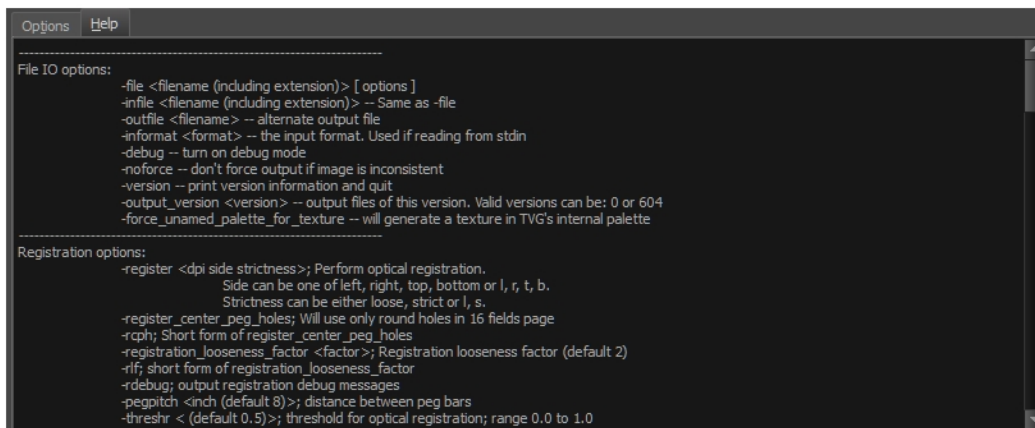 Options Help
--------------------------------------------------------------------
File IO options:
-file <filename (including extension)> [ options ]
-infile <filename (including extension)> -- Same as -file
-outfile <filename> -- alternate output file
-informat <format> -- the input format. Used if reading from stdin
-debug -- turn on debug mode
-noforce -- don't force output if image is inconsistent
-version -- print version information and quit
-output_version <version> -- output files of this version. Valid versions can be: 0 or 604
-force_unamed_palette_for_texture -- will generate a texture in TVG's internal palette
--------------------------------------------------------------------
Registration options:
-register <dpi side strictness>; Perform optical registration.
Side can be one of left, right, top, bottom or l, r, t, b.
Strictness can be either loose, strict or l, s.
-register_center_peg_holes; Will use only round holes in 16 fields page
-rcph; Short form of register_center_peg_holes
-registration_looseness_factor <factor>; Registration looseness factor (default 2)
-rlf; short form of registration_looseness_factor
-rdebug; output registration debug messages
-pegpitch <inch (default 8)>; distance between peg bars
-threshr < (default 0.5)>; threshold for optical registration; range 0.0 to 1.0